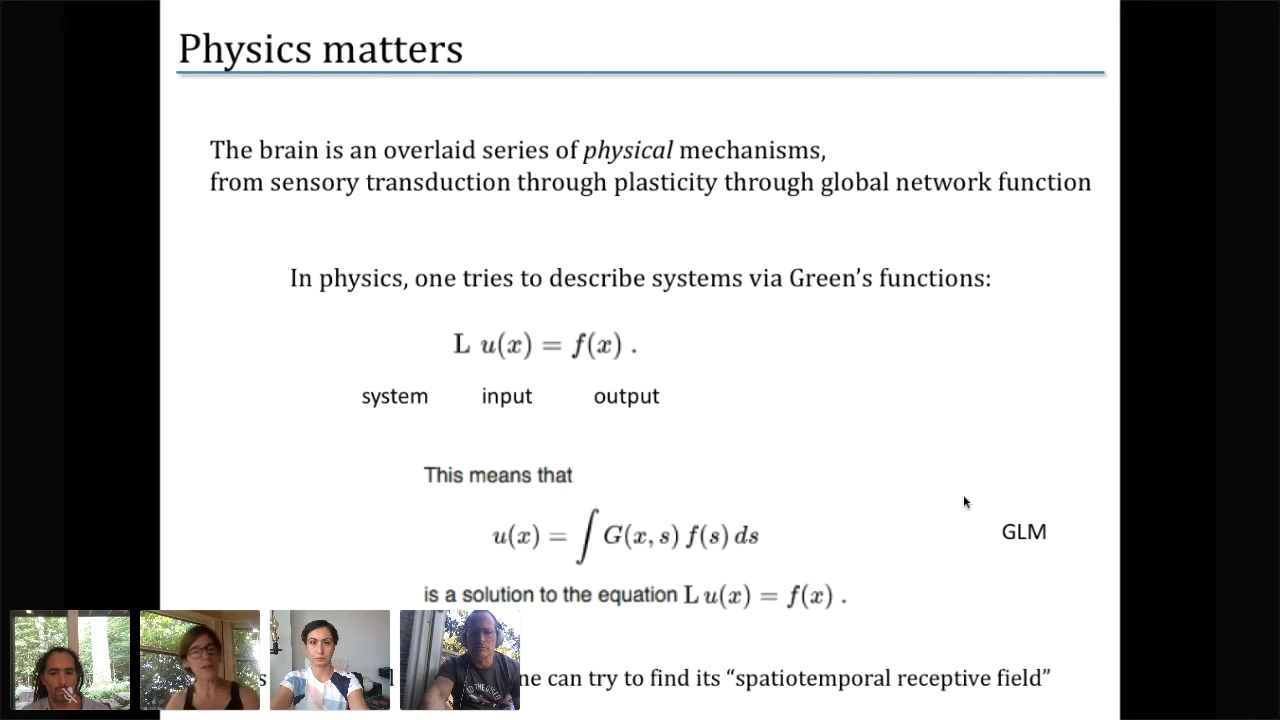 Physics matters
The brain is an overlaid series of physical mechanisms,
from sensory transduction through plasticity through global network function
In physics, one tries to describe systems via Green’s functions:
L u(x) = f(x) .
system input output
This means that
u(x) = ∫ G(x, s) f(s) ds
GLM
is a solution to the equation L u(x) = f(x) .
can try to find its “spatiotemporal receptive field”